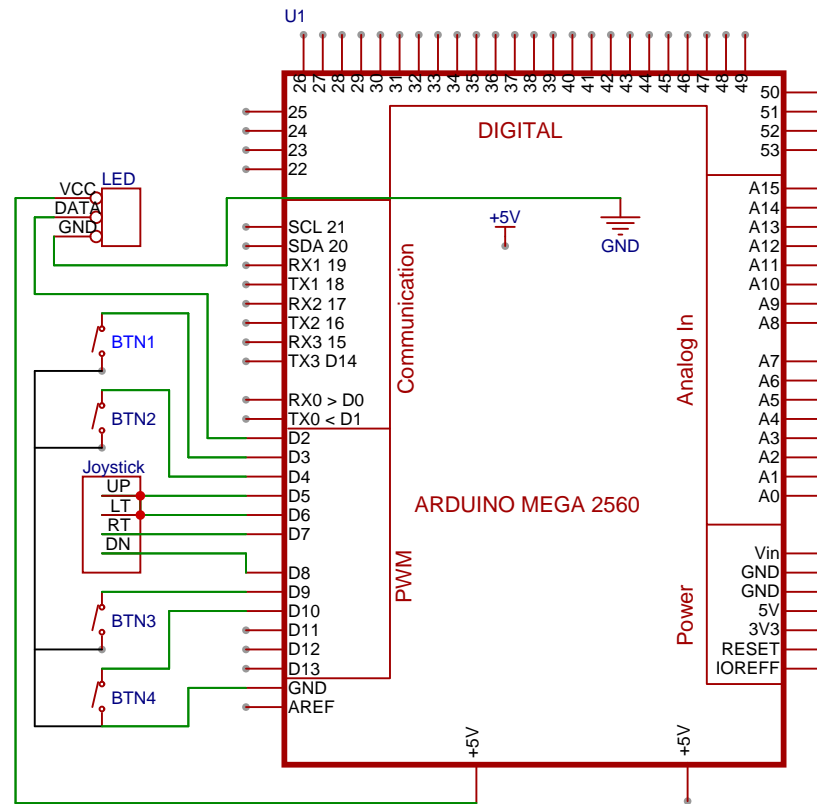 U1
26 27 28 29 30 31 32 33 34 35 36 37 38 39 40 41 42 43 44 45 46 47 48 49
50
51
52
53
25
24
23
22
DIGITAL
LED
VCC
DATA
GND
+5V
GND
SCL 21
SDA 20
RX1 19
TX1 18
RX2 17
TX2 16
RX3 15
TX3 D14
RX0 > D0
TX0 < D1
D2
D3
D4
D5
D6
D7
D8
D9
D10
D11
D12
D13
GND
AREF
Communication
PWM
BTN1
BTN2
Joystick
UP
LT
RT
DN
BTN3
BTN4
ARDUINO MEGA 2560
A15
A14
A13
A12
A11
A10
A9
A8
A7
A6
A5
A4
A3
A2
A1
A0
Analog In
Vin
GND
GND
5V
3V3
RESET
IOREFF
Power
+5V
+5V